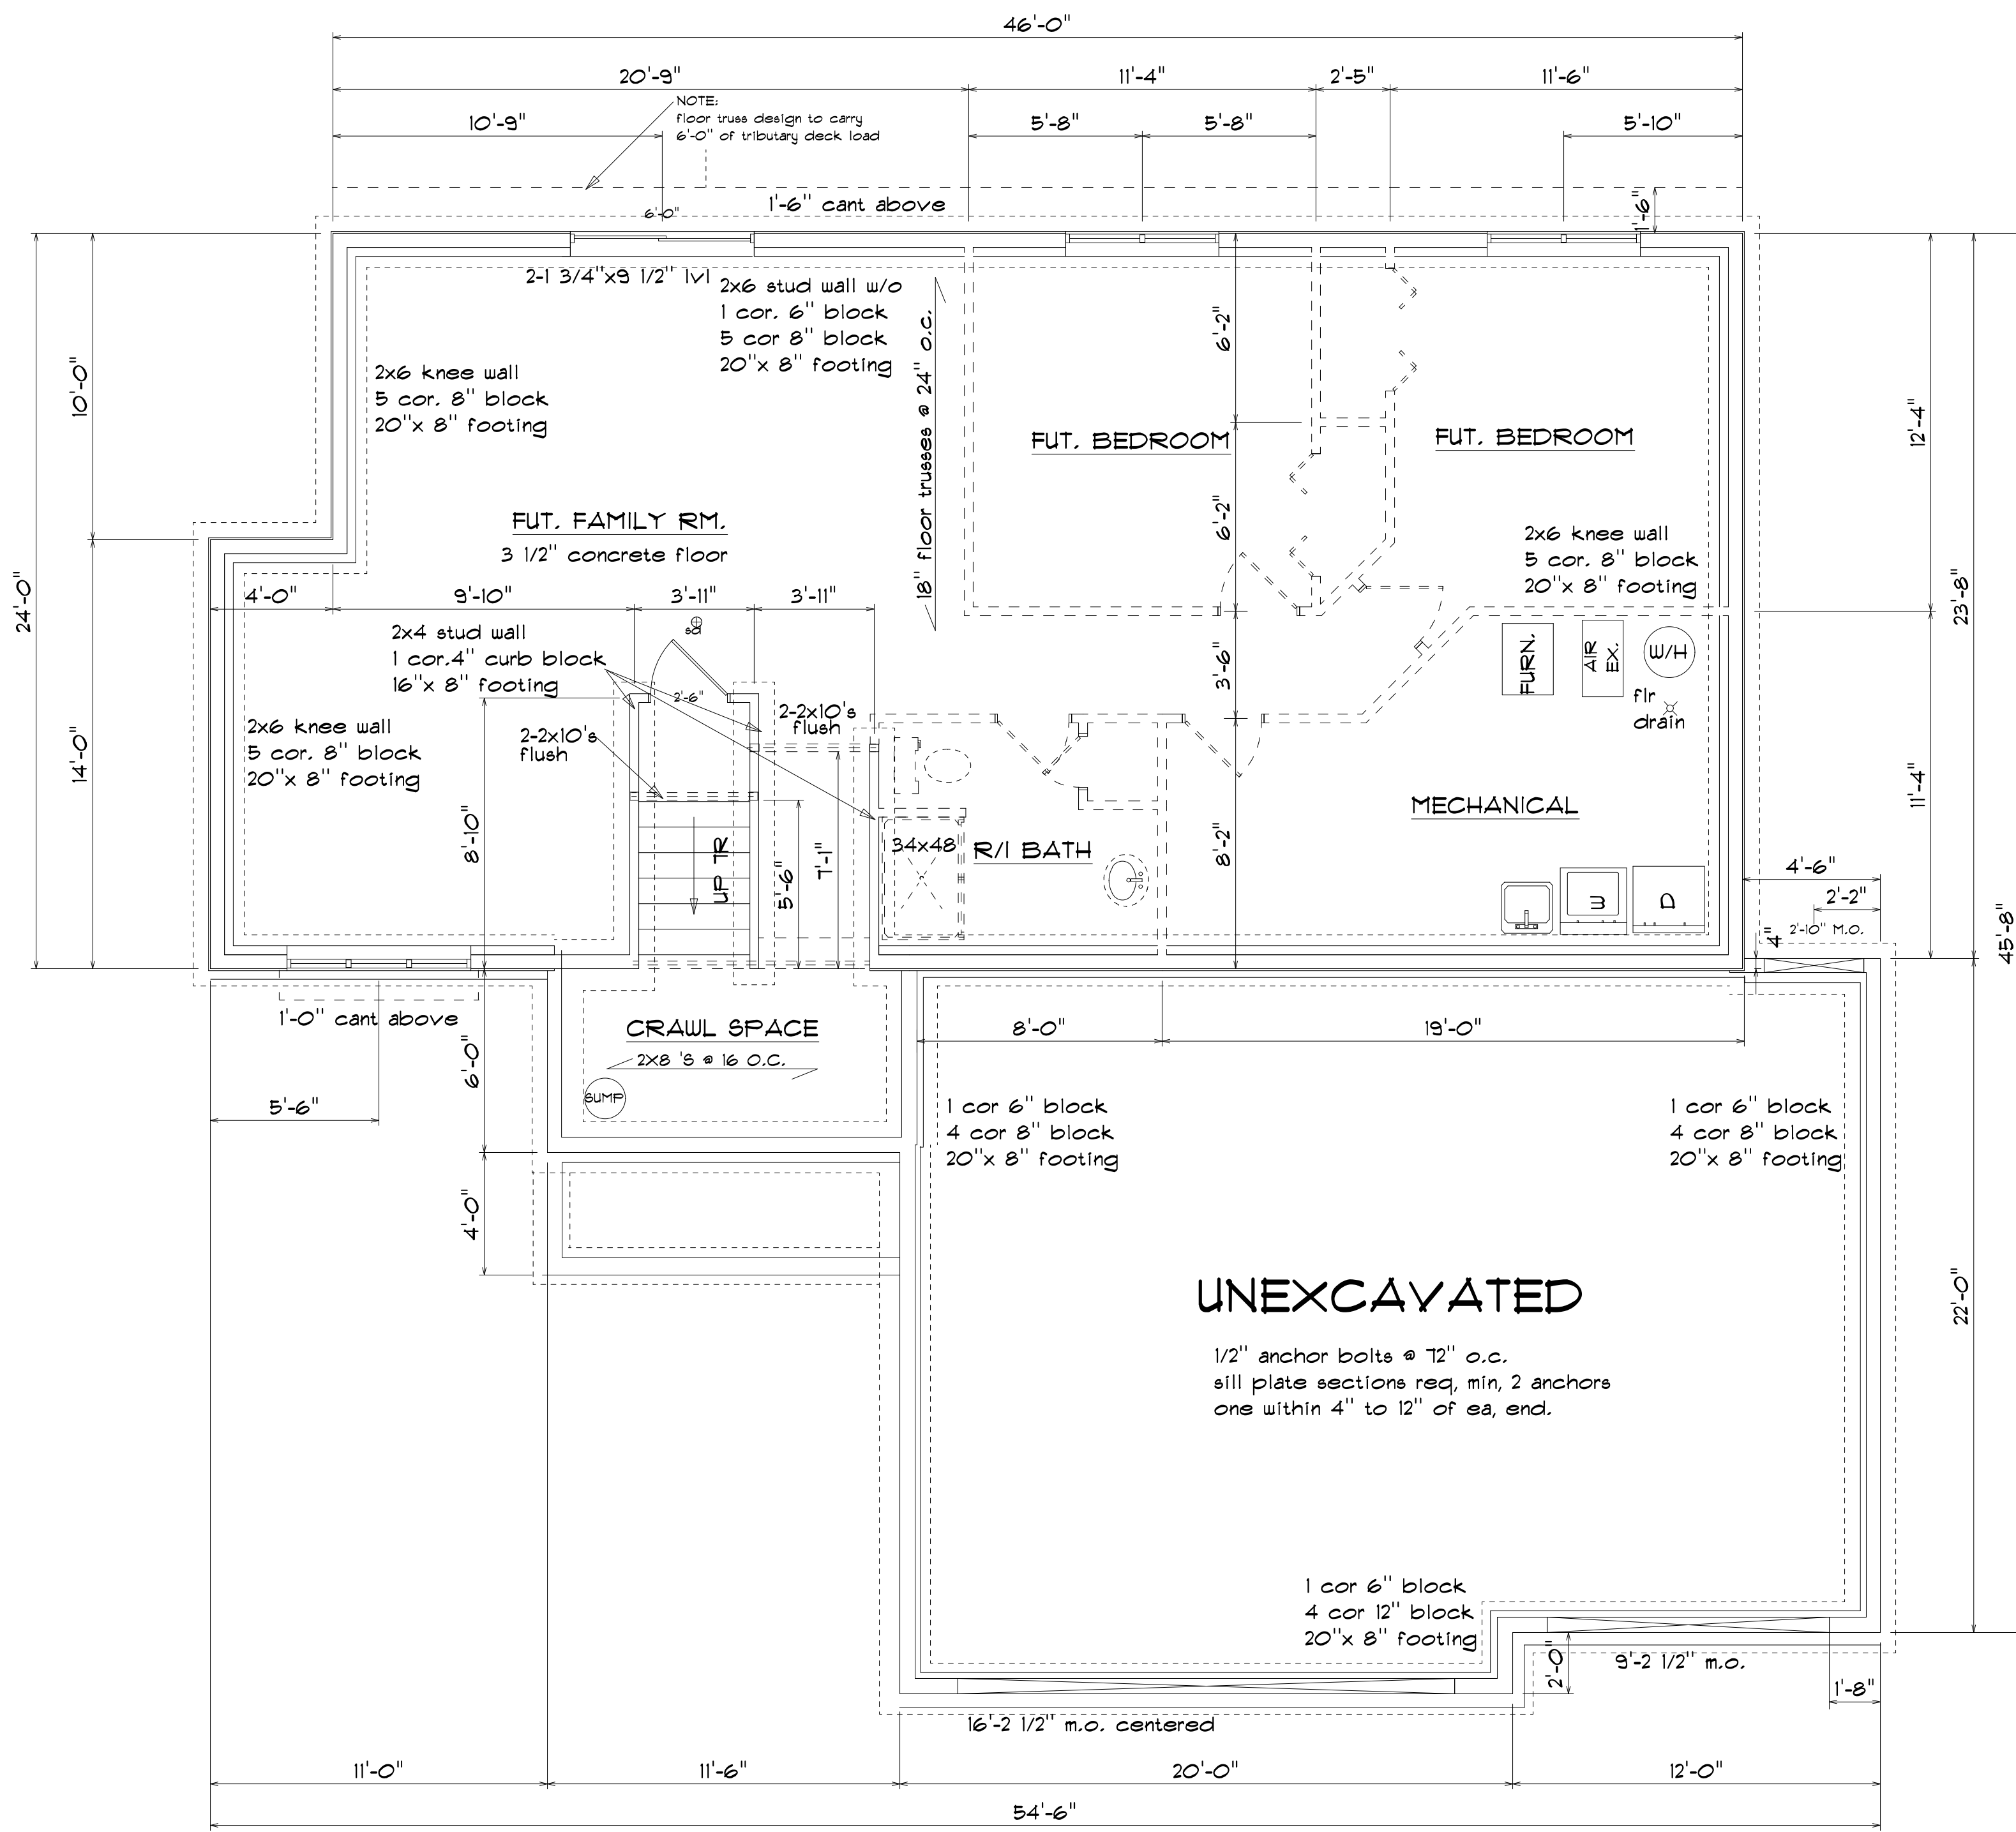 46'-0"
20'-9"
11'-4"
2'-5"
11'-6"
NOTE:
floor truss design to carry
6'-0" of tributary deck load
10'-9"
5'-8"
5'-8"
5'-10"
1'-6" cant above
1'-6"
6'-0"
2-1 3/4"x9 1/2" lvl
2x6 stud wall w/o
1 cor. 6" block
5 cor 8" block
20"x 8" footing
18" floor trusses @ 24" o.c.
2x6 knee wall
5 cor. 8" block
20"x 8" footing
10'-0"
14'-0"
24'-0"
6'-2"
6'-2"
3'-6"
8'-2"
FUT. BEDROOM
FUT. BEDROOM
12'-4"
11'-4"
23'-8"
45'-8"
22'-0"
FUT. FAMILY RM.
3 1/2" concrete floor
2x6 knee wall
5 cor. 8" block
20"x 8" footing
4'-0"
9'-10"
3'-11"
3'-11"
sd
2x4 stud wall
1 cor.4" curb block
16"x 8" footing
2'-6"
2-2x10's
flush
2-2x10's
flush
2x6 knee wall
5 cor. 8" block
20"x 8" footing
FURN.
AIR
EX.
W/H
flr
drain
8'-10"
UP 7R
5'-6"
7'-1"
34x48
R/I BATH
MECHANICAL
W
D
4'-6"
2'-2"
2'-10" M.O.
4"
1'-0" cant above
5'-6"
6'-0"
4'-0"
CRAWL SPACE
2X8 'S @ 16 O.C.
SUMP
8'-0"
19'-0"
1 cor 6" block
4 cor 8" block
20"x 8" footing
1 cor 6" block
4 cor 8" block
20"x 8" footing
UNEXCAVATED
1/2" anchor bolts @ 72" o.c.
sill plate sections req, min, 2 anchors
one within 4" to 12" of ea, end.
1 cor 6" block
4 cor 12" block
20"x 8" footing
2'-0"
9'-2 1/2" m.o.
1'-8"
16'-2 1/2" m.o. centered
11'-0"
11'-6"
20'-0"
12'-0"
54'-6"